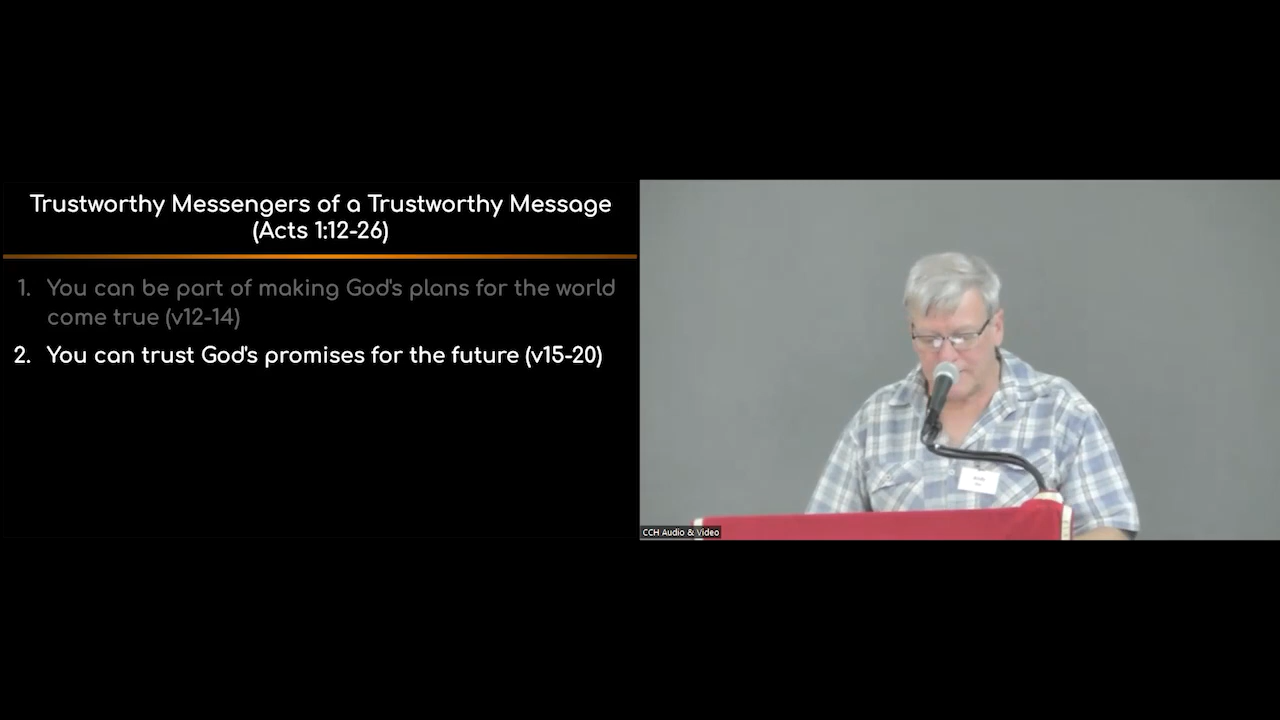 Trustworthy Messengers of a Trustworthy Message
(Acts 1:12-26)
1. You can be part of making God's plans for the world
come true (v12-14)
2. You can trust God's promises for the future (v15-20)
CCH Audio & Video